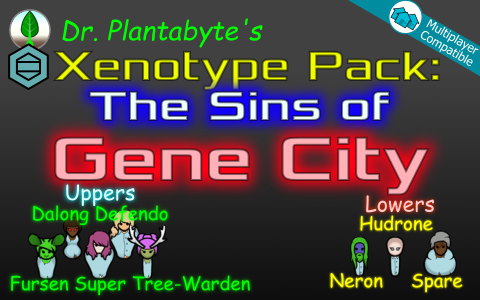 Dr. Plantabyte's
Multiplayer
Compatible
Xenotype Pack:
The Sins of
Gene City
Uppers
Dalong Defendo
Fursen Super Tree-Warden
Lowers
Hudrone
Neron Spare